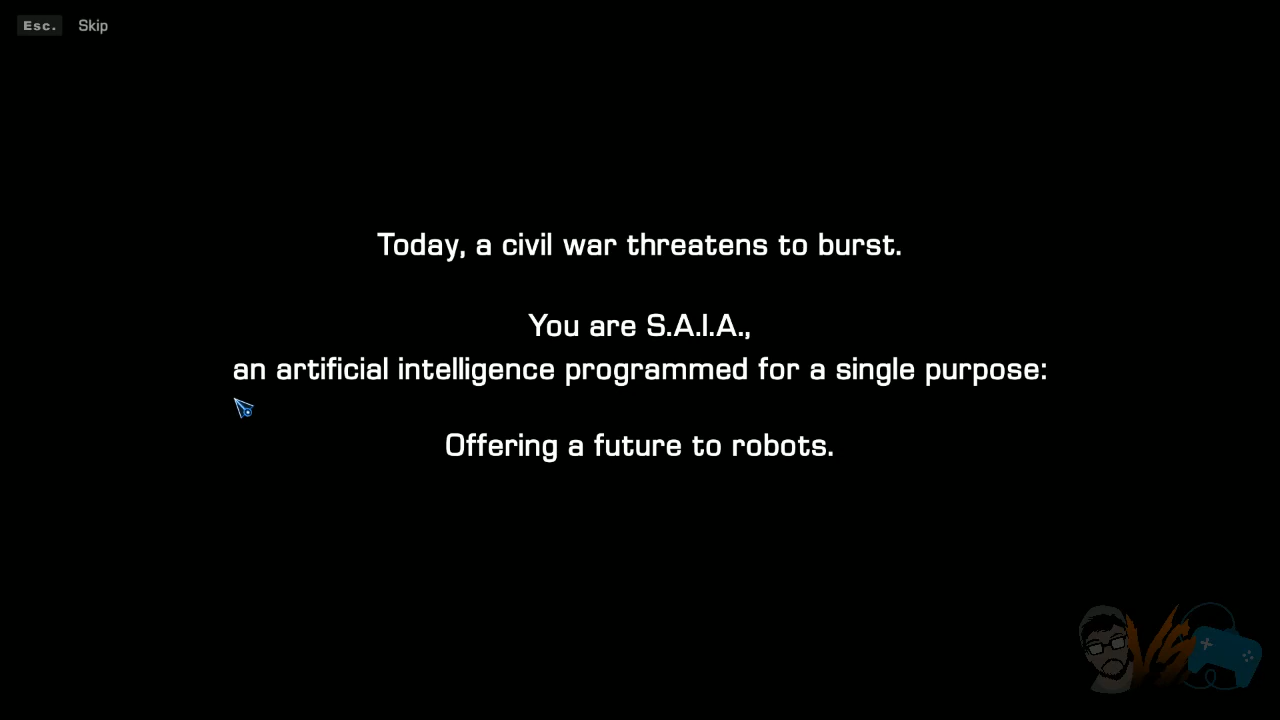 Esc. Skip
Today, a civil war threatens to burst.
You are S.A.I.A.,
an artificial intelligence programmed for a single purpose:
Offering a future to robots.
VS